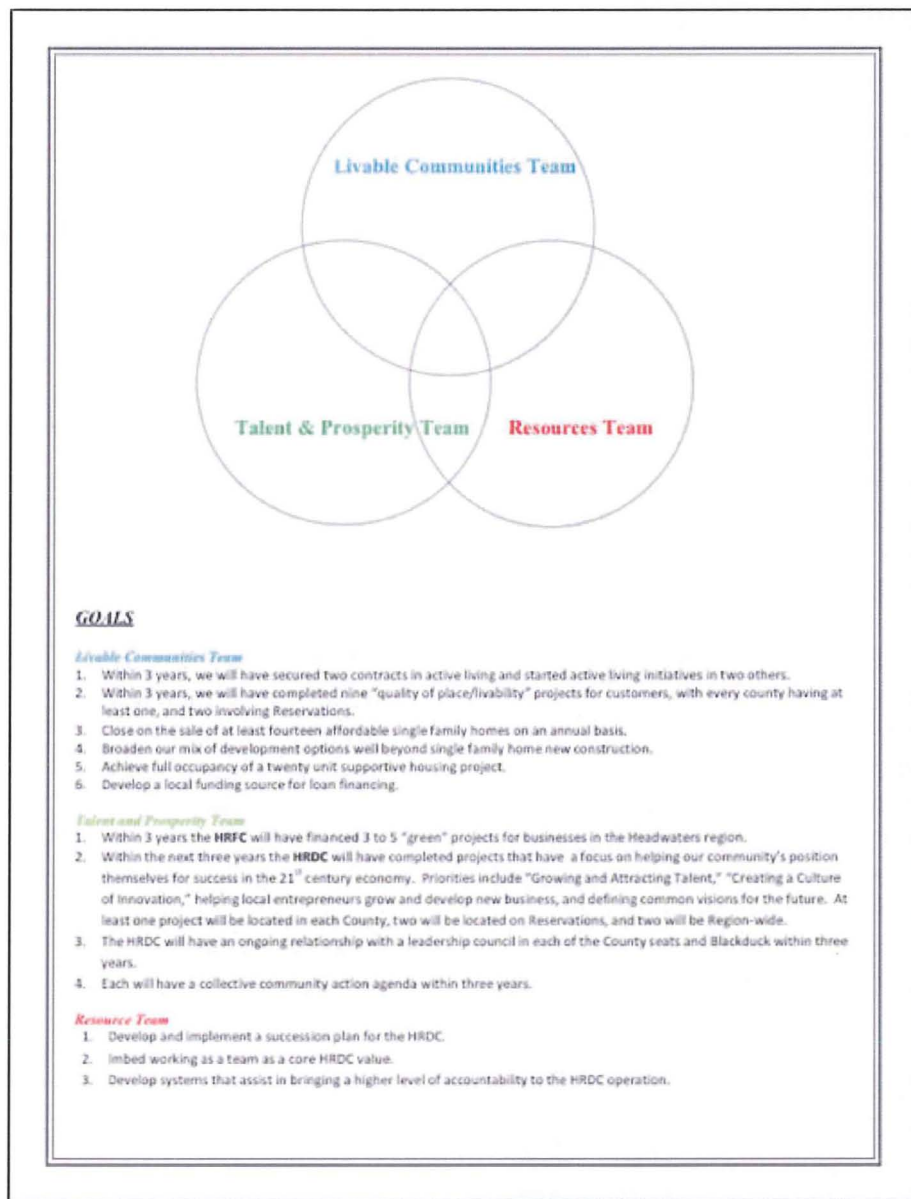 Livable Communities Team
Talent & Prosperity Team
Resources Team
GOALS
Livable Communities Team
1. Within 3 years, we will have secured two contracts in active living and started active living initiatives in two others.
2. Within 3 years, we will have completed nine "quality of place/livability" projects for customers, with every county having at
least one, and two involving Reservations.
3. Close on the sale of at least fourteen affordable single family homes on an annual basis.
4. Broaden our mix of development options well beyond single family home new construction.
5. Achieve full occupancy of a twenty unit supportive housing project.
6. Develop a local funding source for loan financing.
Talent and Prosperity Team
1. Within 3 years the HRFC will have financed 3 to 5 "green" projects for businesses in the Headwaters region.
2. Within the next three years the HRDC will have completed projects that have a focus on helping our community's position
themselves for success in the 21st century economy. Priorities include "Growing and Attracting Talent," "Creating a Culture
of Innovation," helping local entrepreneurs grow and develop new business, and defining common visions for the future. At
least one project will be located in each County, two will be located on Reservations, and two will be Region-wide.
3. The HRDC will have an ongoing relationship with a leadership council in each of the County seats and Blackduck within three
years.
4. Each will have a collective community action agenda within three years.
Resource Team
1. Develop and implement a succession plan for the HRDC.
2. Imbed working as a team as a core HRDC value.
3. Develop systems that assist in bringing a higher level of accountability to the HRDC operation.